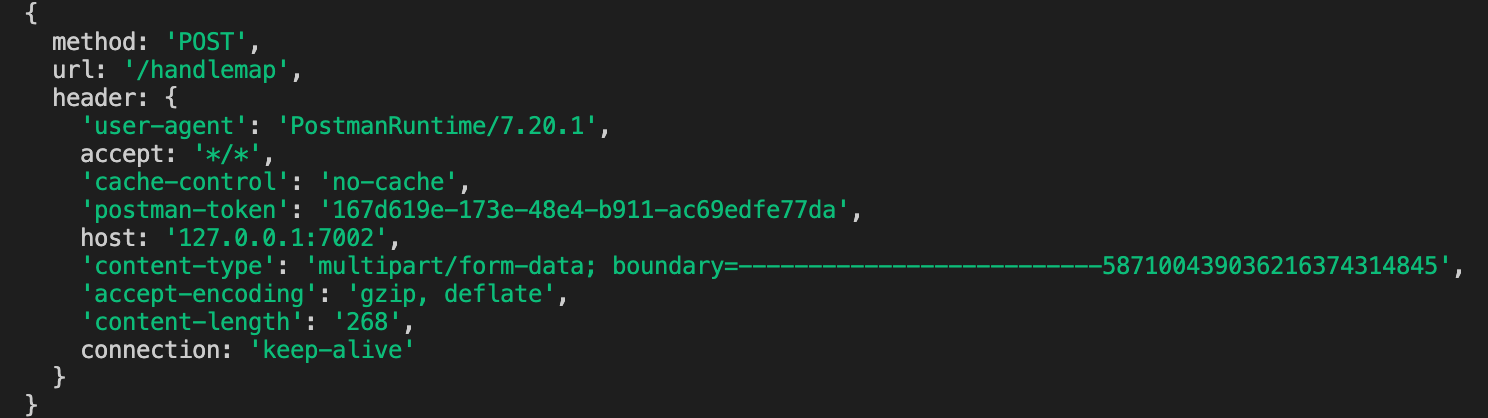 {
  method: 'POST',
  url: '/handlemap',
  header: {
    'user-agent': 'PostmanRuntime/7.20.1',
    accept: '*/*',
    'cache-control': 'no-cache',
    'postman-token': '167d619e-173e-48e4-b911-ac69edfe77da',
    host: '127.0.0.1:7002',
    'content-type': 'multipart/form-data; boundary=--------------------------587100439036216374314845',
    'accept-encoding': 'gzip, deflate',
    'content-length': '268',
    connection: 'keep-alive'
  }
}